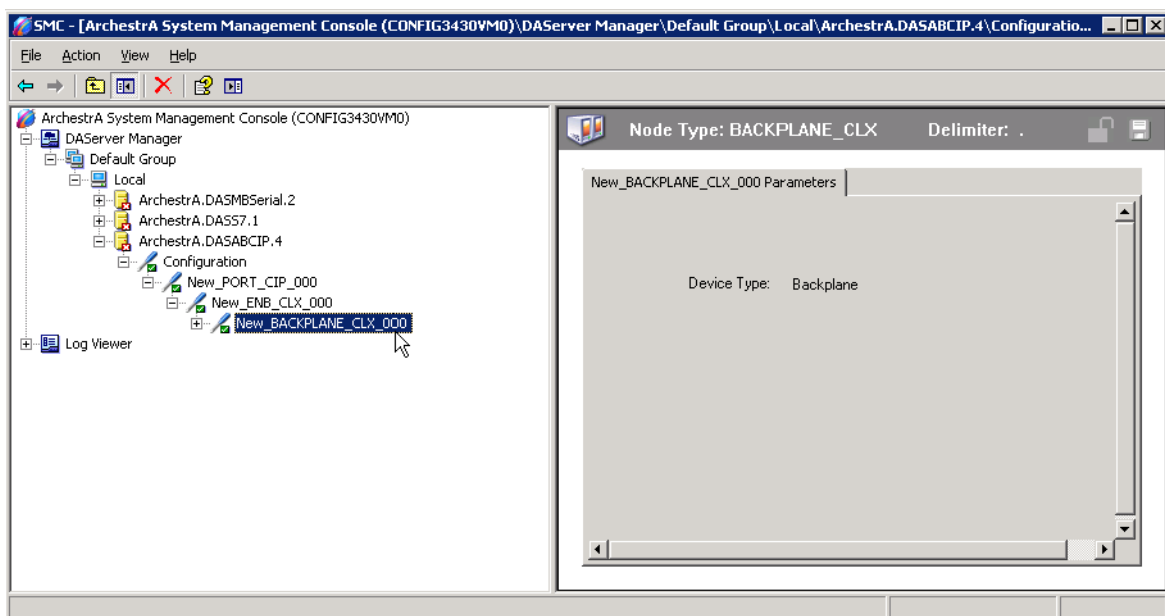 SMC - [ArchestrA System Management Console (CONFIG3430VM0)\DAServer Manager\Default Group\Local\ArchestrA.DASABCIP.4\Configuratio...
File Action View Help
ArchestrA System Management Console (CONFIG3430VM0)
DAServer Manager
Default Group
Local
ArchestrA.DASMBSerial.2
ArchestrA.DASS7.1
ArchestrA.DASABCIP.4
Configuration
New_PORT_CIP_000
New_ENB_CLX_000
New_BACKPLANE_CLX_000
Log Viewer
Node Type: BACKPLANE_CLX Delimiter: .
New_BACKPLANE_CLX_000 Parameters
Device Type: Backplane